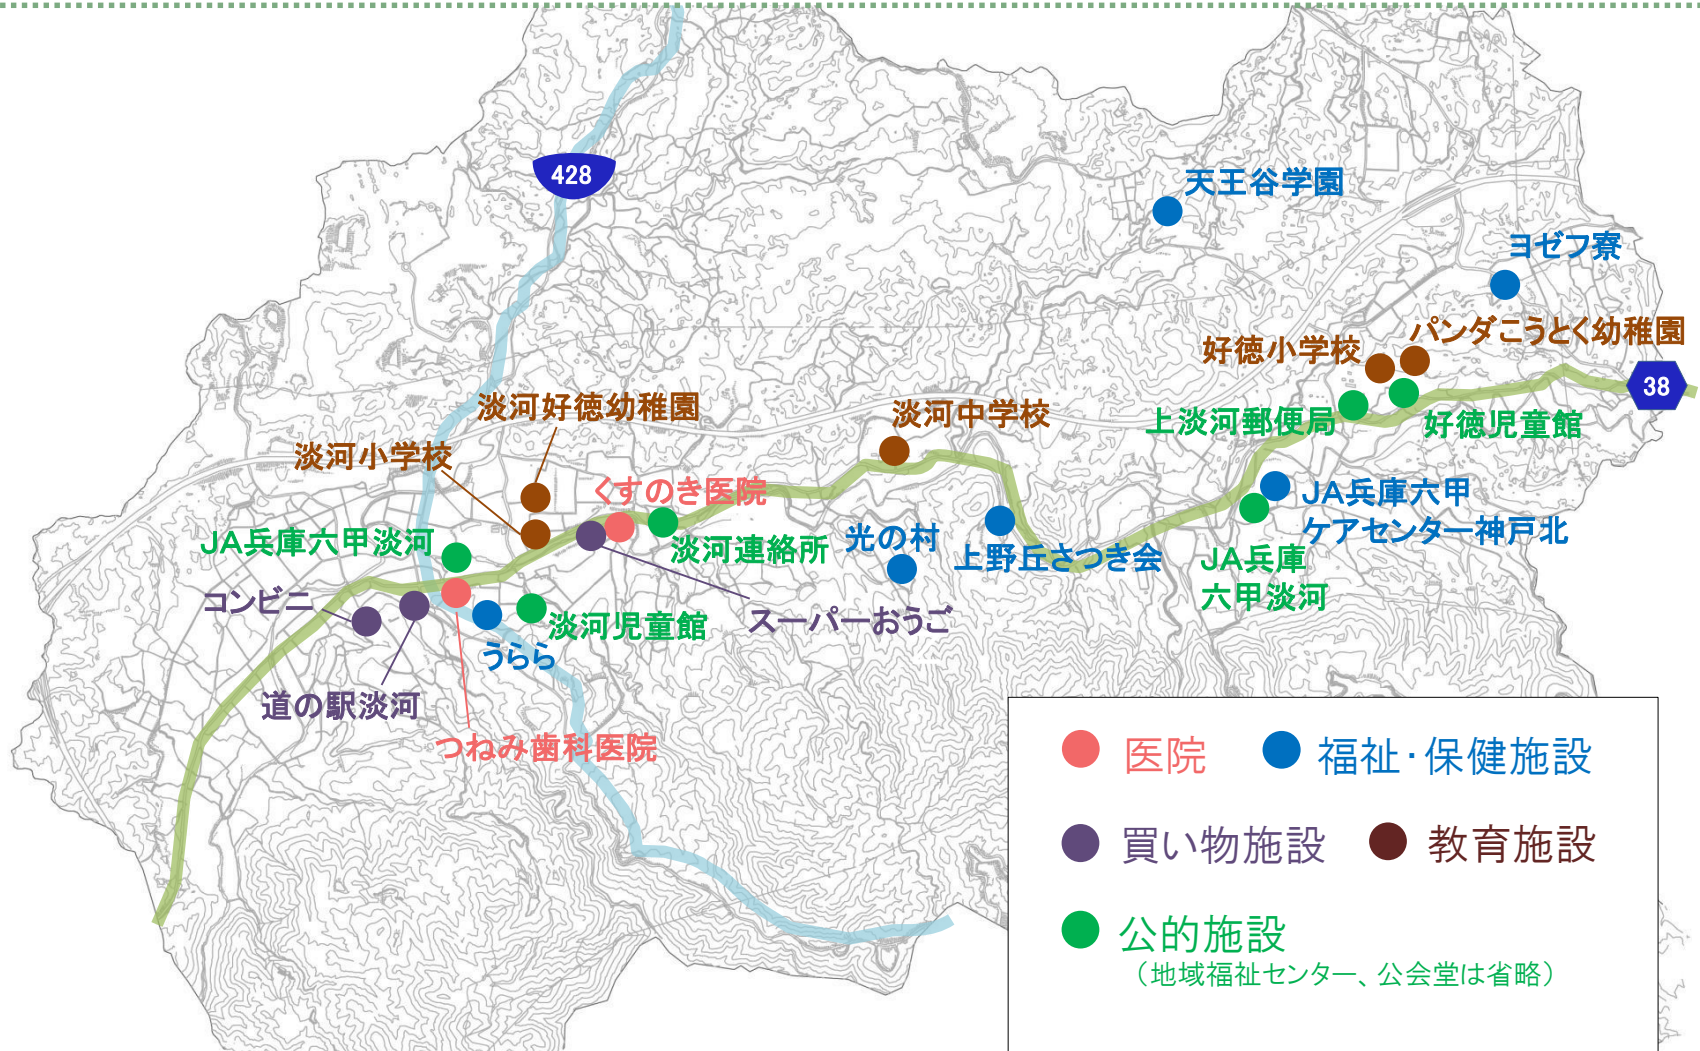 428
天王谷学園
ヨゼフ寮
パンダこうとく幼稚園
好徳小学校
38
淡河好徳幼稚園
淡河中学校
上淡河郵便局
好徳児童館
淡河小学校
くすのき医院
JA兵庫六甲
ケアセンター神戸北
JA兵庫六甲淡河
淡河連絡所
光の村
上野丘さつき会
JA兵庫
六甲淡河
コンビニ
淡河児童館
スーパーおうご
うらら
道の駅淡河
つねみ歯科医院
医院
福祉・保健施設
買い物施設
教育施設
公的施設
（地域福祉センター、公会堂は省略）